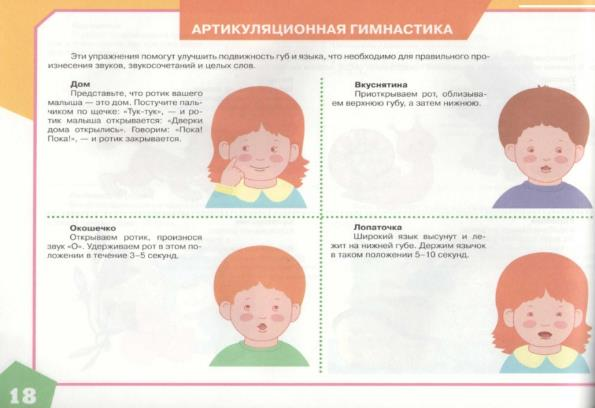 АРТИКУЛЯЦИОННАЯ ГИМНАСТИКА
Эти упражнения помогут улучшить подвижность губ и языка, что необходимо для правильного про-
изнесения звуков, звукосочетаний и целых слов.
Дом
Представьте, что ротик вашего
малыша — это дом. Постучите паль-
чиком по щечке: «Тук-тук», — и ро-
тик малыша открывается: «Дверки
дома открылись». Говорим: «Пока!
Пока!», — и ротик закрывается.
Вкуснятина
Приоткрываем рот, облизыва-
ем верхнюю губу, а затем нижнюю.
Окошечко
Открываем ротик, произнося
звук «О». Удерживаем рот в этом по-
ложении в течение 3–5 секунд.
Лопаточка
Широкий язык высунут и ле-
жит на нижней губе. Держим язычок
в таком положении 5–10 секунд.
18